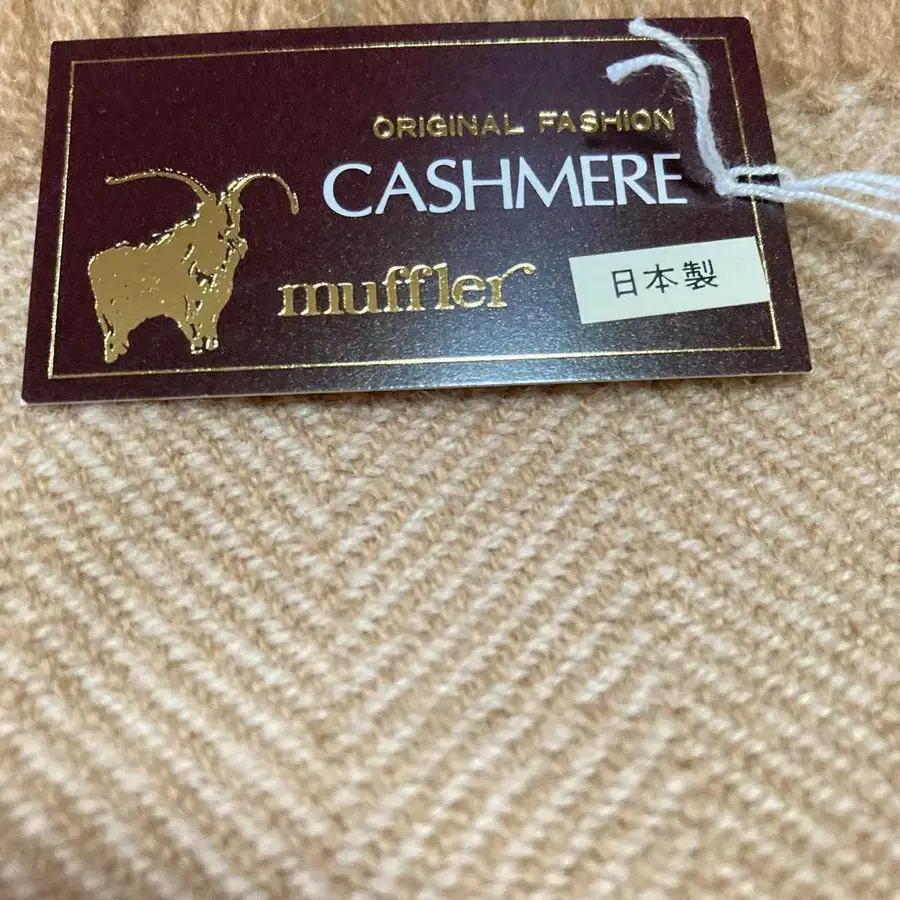 ORIGINAL FASHION
CASHMERE
muffler
日本製